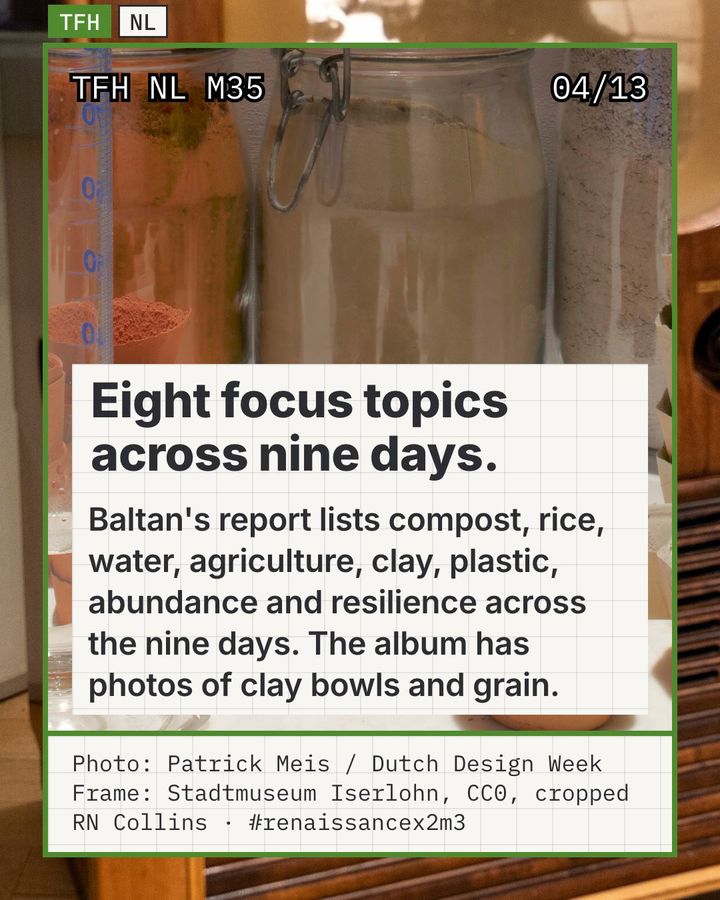 TFH NL
TFH NL M35 04/13
Eight focus topics
across nine days.
Baltan's report lists compost, rice,
water, agriculture, clay, plastic,
abundance and resilience across
the nine days. The album has
photos of clay bowls and grain.
Photo: Patrick Meis / Dutch Design Week
Frame: Stadtmuseum Iserlohn, CC0, cropped
RN Collins · #renaissancex2m3